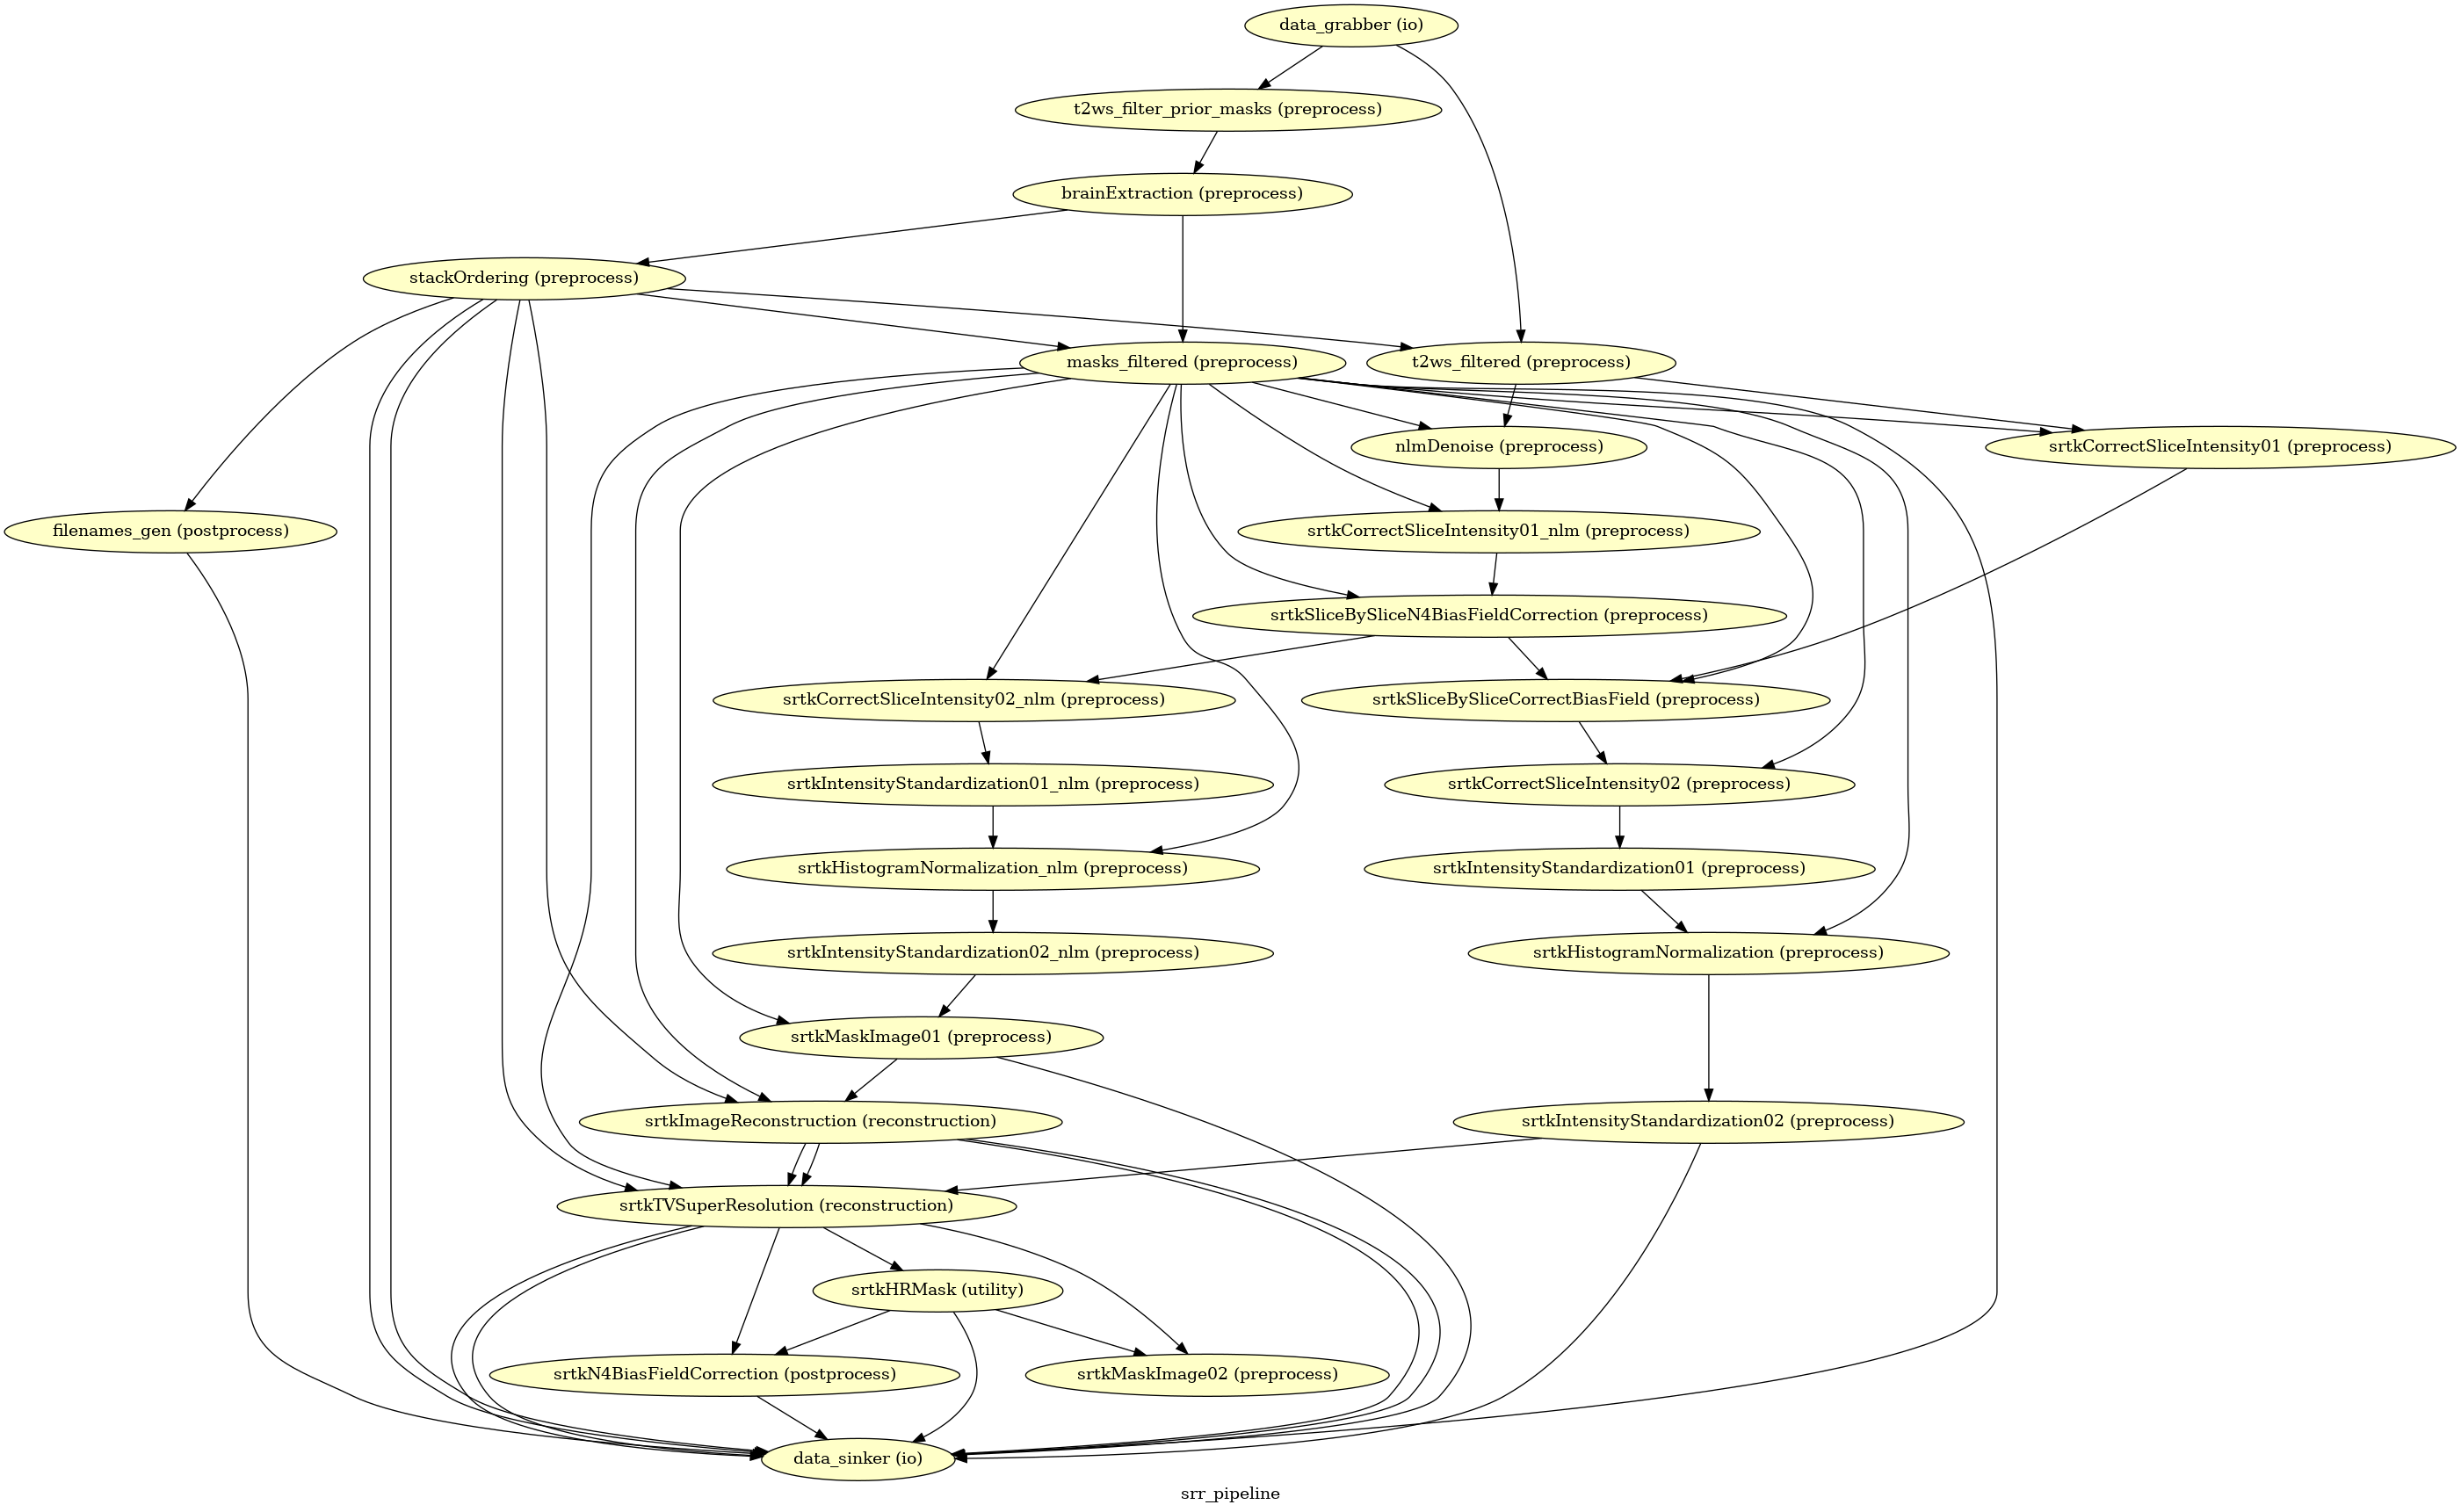 data_grabber (io)
t2ws_filter_prior_masks (preprocess)
brainExtraction (preprocess)
stackOrdering (preprocess)
masks_filtered (preprocess)
t2ws_filtered (preprocess)
nlmDenoise (preprocess)
srtkCorrectSliceIntensity01 (preprocess)
filenames_gen (postprocess)
srtkCorrectSliceIntensity01_nlm (preprocess)
srtkSliceBySliceN4BiasFieldCorrection (preprocess)
srtkCorrectSliceIntensity02_nlm (preprocess)
srtkSliceBySliceCorrectBiasField (preprocess)
srtkIntensityStandardization01_nlm (preprocess)
srtkCorrectSliceIntensity02 (preprocess)
srtkHistogramNormalization_nlm (preprocess)
srtkIntensityStandardization01 (preprocess)
srtkIntensityStandardization02_nlm (preprocess)
srtkHistogramNormalization (preprocess)
srtkMaskImage01 (preprocess)
srtkImageReconstruction (reconstruction)
srtkIntensityStandardization02 (preprocess)
srtkTVSuperResolution (reconstruction)
srtkHRMask (utility)
srtkN4BiasFieldCorrection (postprocess)
srtkMaskImage02 (preprocess)
data_sinker (io)
srr_pipeline